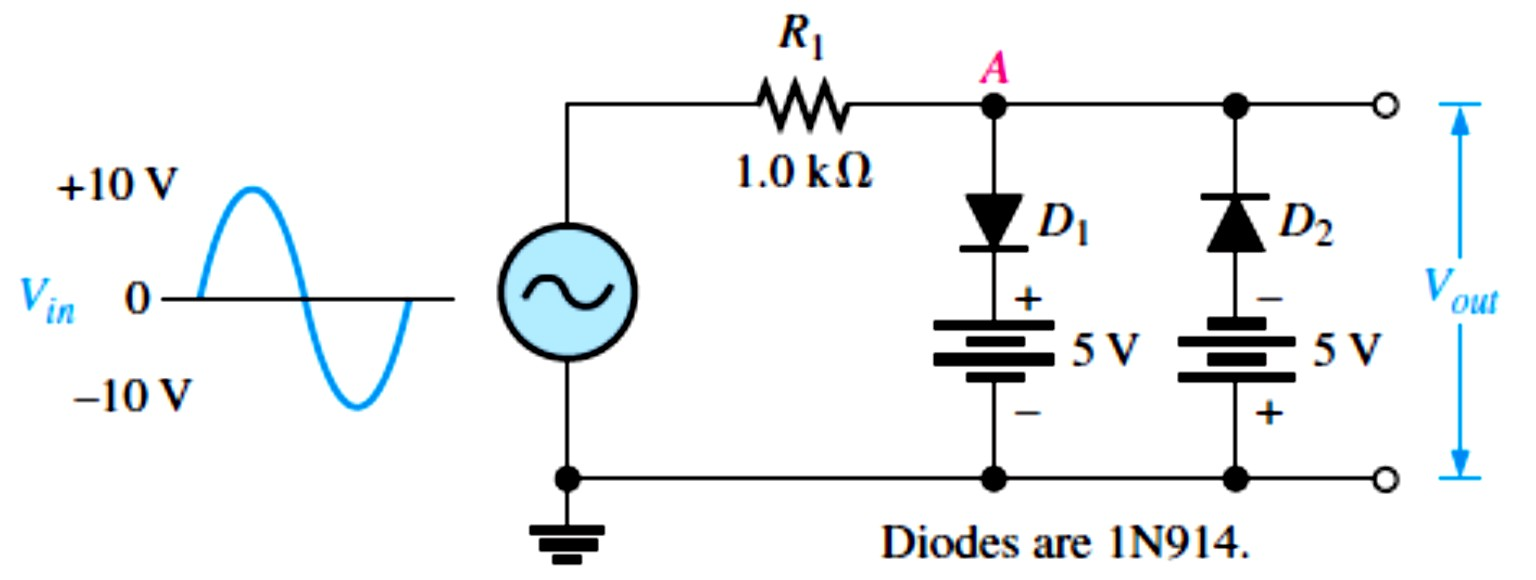 R1
A
1.0 kΩ
+10 V
D1
D2
Vin
0
+
–
Vout
5 V
5 V
–10 V
–
+
Diodes are 1N914.